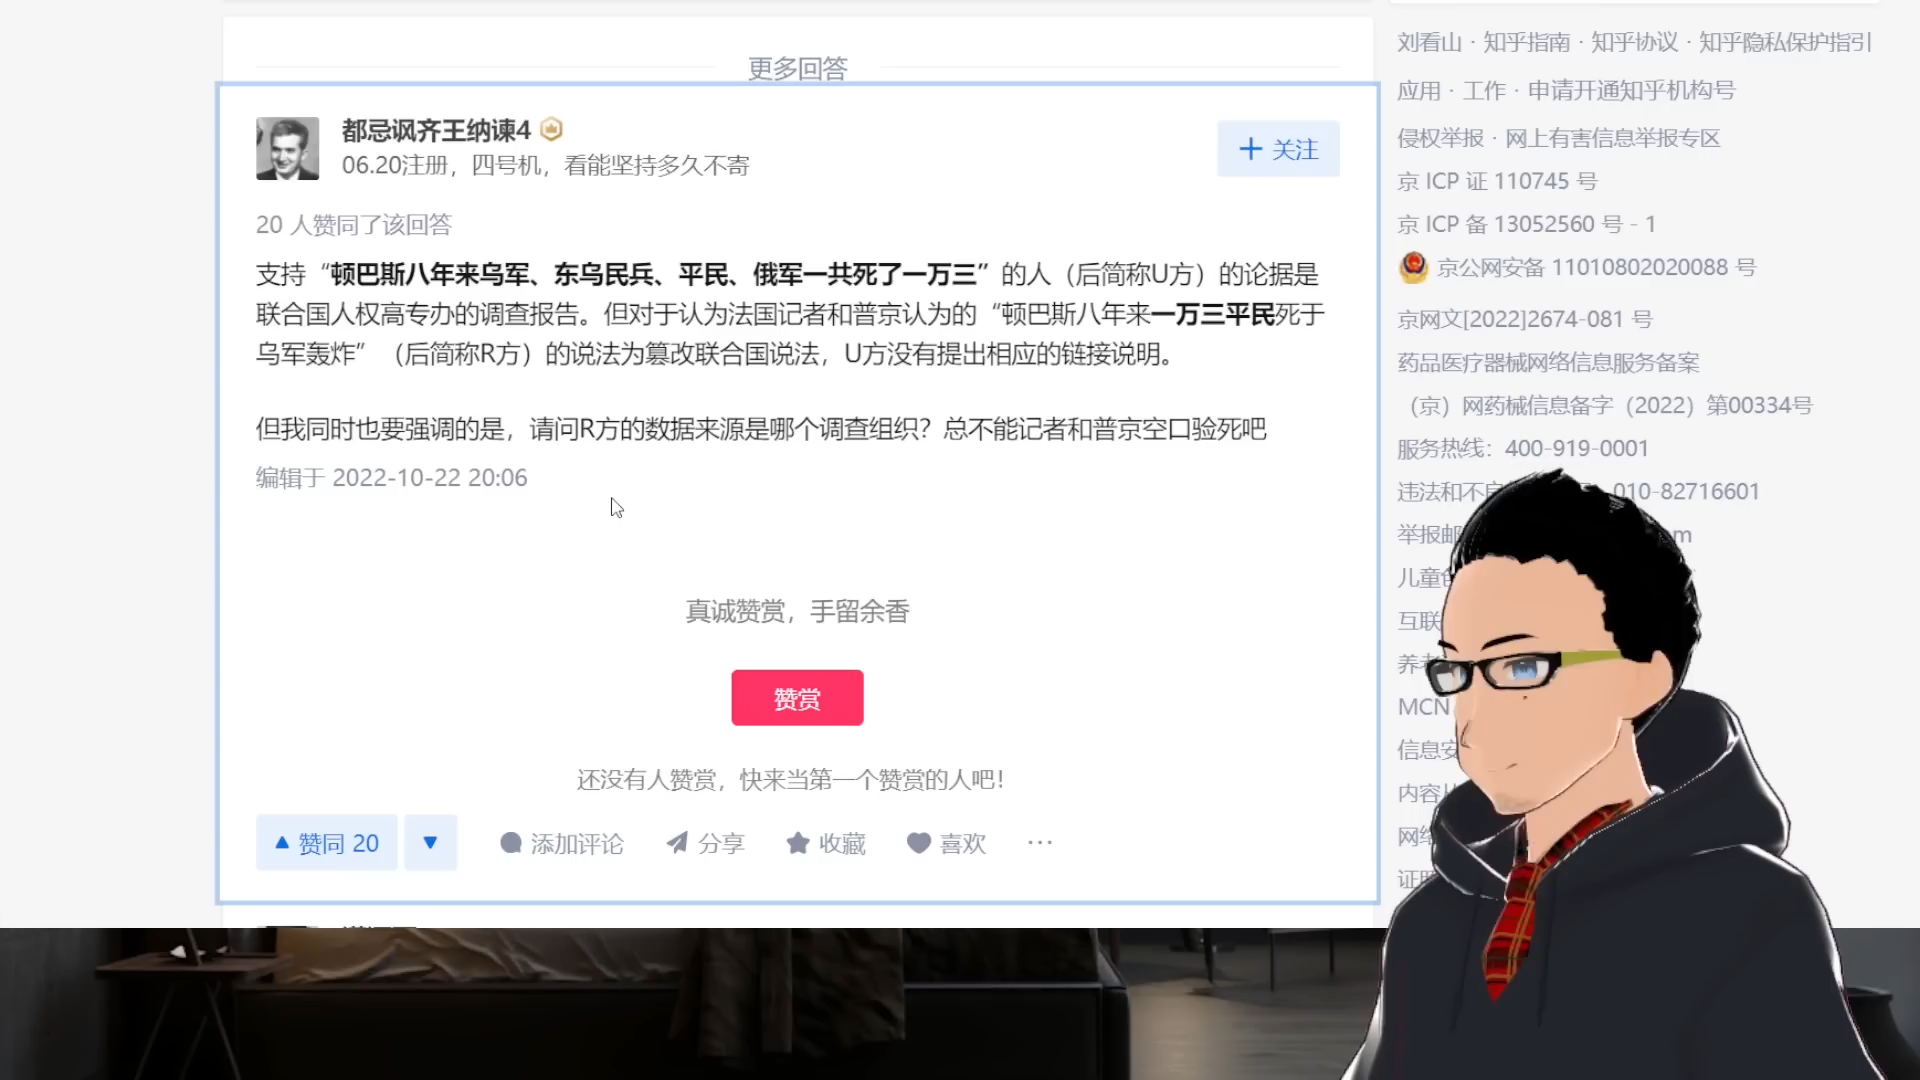 更多回答
都忌讽齐王纳谏4
06.20注册，四号机，看能坚持多久不寄
+ 关注
20 人赞同了该回答
支持“顿巴斯八年来乌军、东乌民兵、平民、俄军一共死了一万三”的人（后简称U方）的论据是
联合国人权高专办的调查报告。但对于认为法国记者和普京认为的“顿巴斯八年来一万三平民死于
乌军轰炸”（后简称R方）的说法为篡改联合国说法，U方没有提出相应的链接说明。
但我同时也要强调的是，请问R方的数据来源是哪个调查组织？总不能记者和普京空口验死吧
编辑于 2022-10-22 20:06
真诚赞赏，手留余香
赞赏
还没有人赞赏，快来当第一个赞赏的人吧！
赞同 20
添加评论
分享
收藏
喜欢
刘看山 · 知乎指南 · 知乎协议 · 知乎隐私保护指引
应用 · 工作 · 申请开通知乎机构号
侵权举报 · 网上有害信息举报专区
京 ICP 证 110745 号
京 ICP 备 13052560 号 - 1
京公网安备 11010802020088 号
京网文[2022]2674-081 号
药品医疗器械网络信息服务备案
（京）网药械信息备字（2022）第00334号
服务热线：400-919-0001
违法和不 010-82716601
举报邮 m
儿童
互联
养
MCN
信息安
内容
网
证